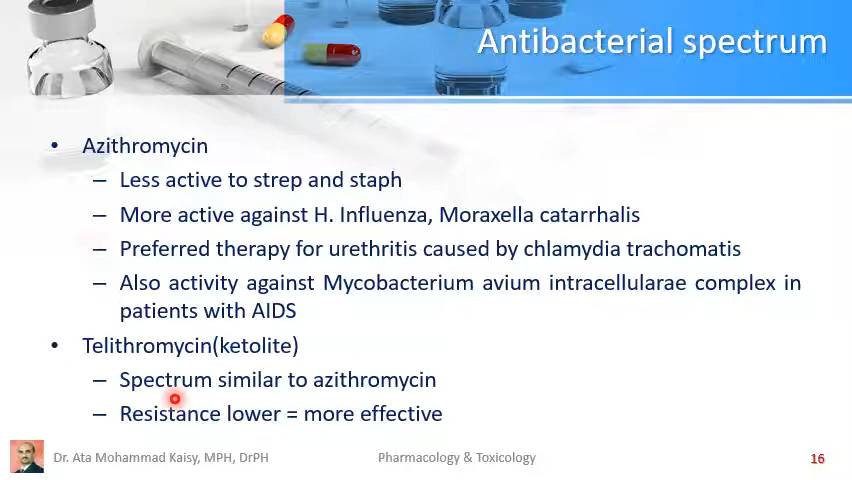 Antibacterial spectrum
• Azithromycin
– Less active to strep and staph
– More active against H. Influenza, Moraxella catarrhalis
– Preferred therapy for urethritis caused by chlamydia trachomatis
– Also activity against Mycobacterium avium intracellularae complex in
patients with AIDS
• Telithromycin(ketolite)
– Spectrum similar to azithromycin
– Resistance lower = more effective
Dr. Ata Mohammad Kaisy, MPH, DrPH Pharmacology & Toxicology 16